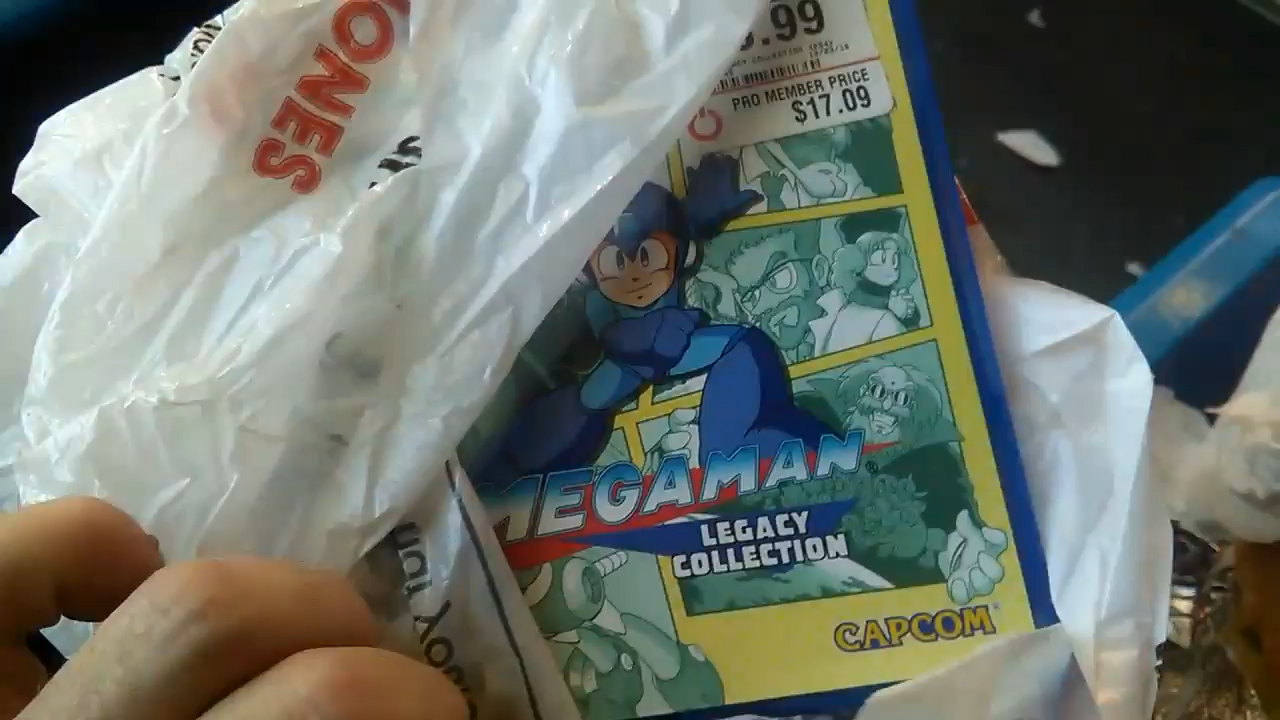 ONES
.99
PRO MEMBER PRICE
$17.09
MEGAMAN®
LEGACY
COLLECTION
CAPCOM